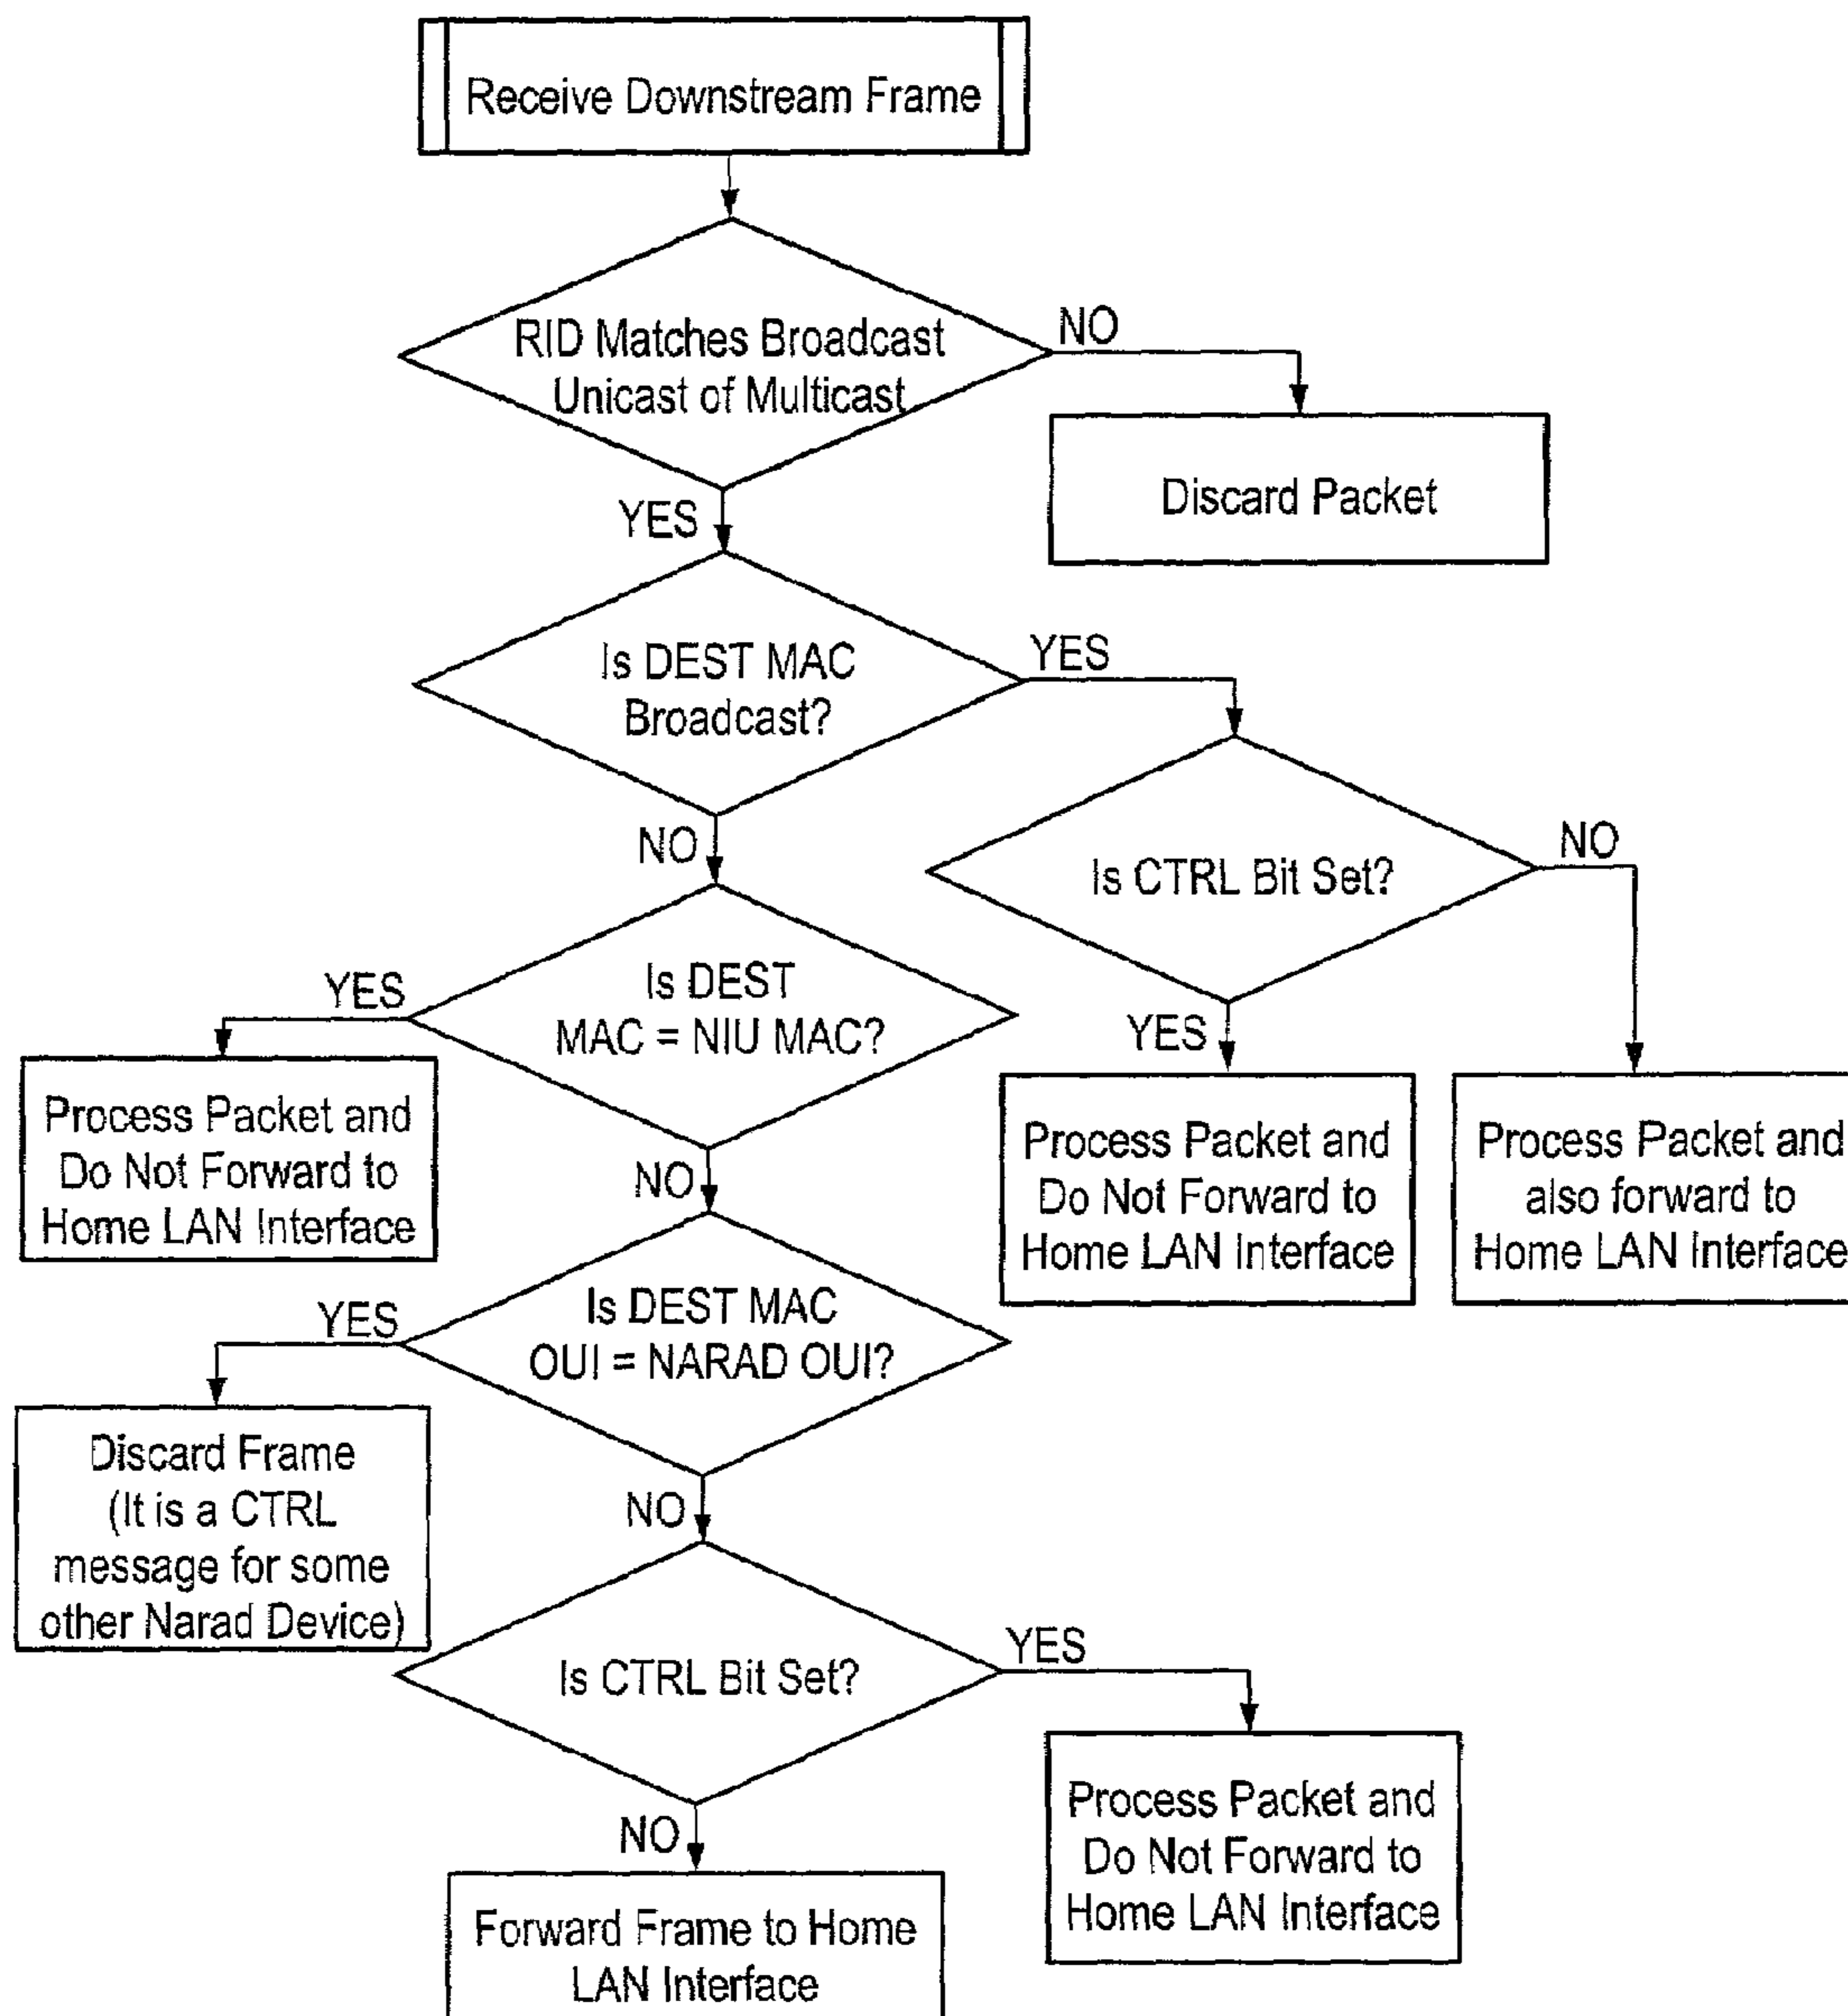 Receive Downstream Frame
RID Matches Broadcast
Unicast of Multicast
NO
Discard Packet
YES
Is DEST MAC
Broadcast?
YES
NO
Is CTRL Bit Set?
NO
YES
Process Packet and
Do Not Forward to
Home LAN Interface
Process Packet and
also forward to
Home LAN Interface
Is DEST
MAC = NIU MAC?
YES
Process Packet and
Do Not Forward to
Home LAN Interface
NO
Is DEST MAC
OUI = NARAD OUI?
YES
Discard Frame
(It is a CTRL
message for some
other Narad Device)
NO
Is CTRL Bit Set?
YES
Process Packet and
Do Not Forward to
Home LAN Interface
NO
Forward Frame to Home
LAN Interface